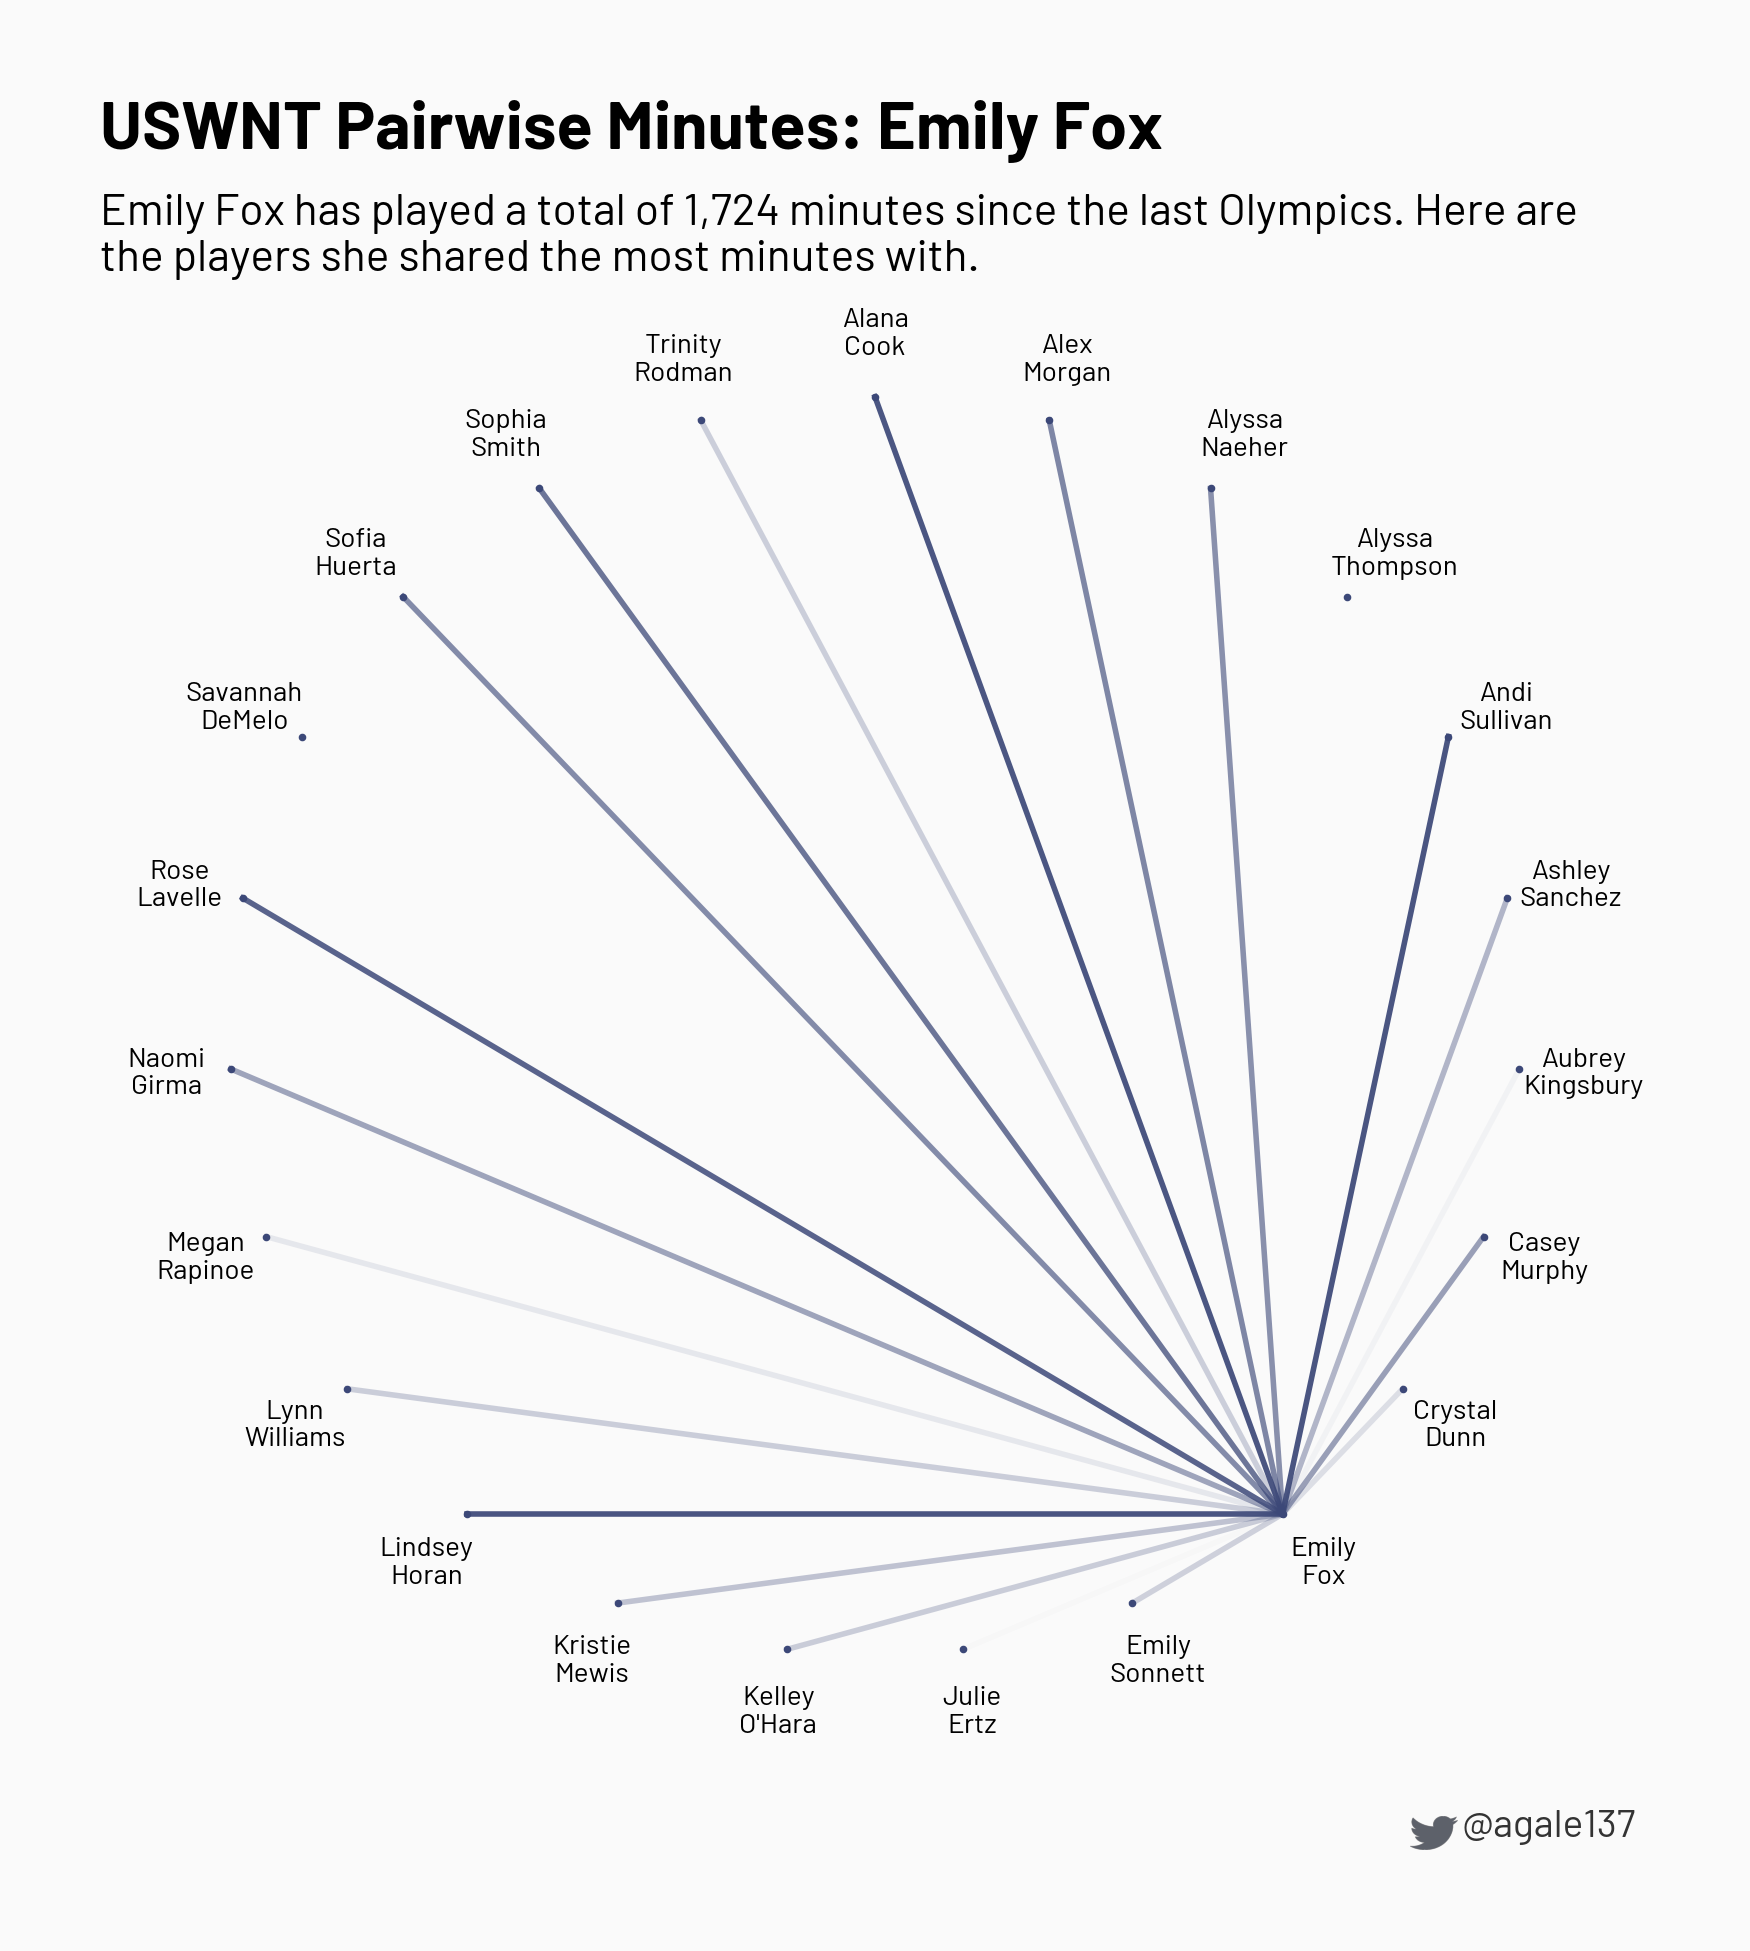 USWNT Pairwise Minutes: Emily Fox
Emily Fox has played a total of 1,724 minutes since the last Olympics. Here are
the players she shared the most minutes with.
Alana
Cook
Trinity
Rodman
Alex
Morgan
Sophia
Smith
Alyssa
Naeher
Sofia
Huerta
Alyssa
Thompson
Savannah
DeMelo
Andi
Sullivan
Rose
Lavelle
Ashley
Sanchez
Naomi
Girma
Aubrey
Kingsbury
Megan
Rapinoe
Casey
Murphy
Lynn
Williams
Crystal
Dunn
Lindsey
Horan
Emily
Fox
Kristie
Mewis
Emily
Sonnett
Kelley
O'Hara
Julie
Ertz
@agale137